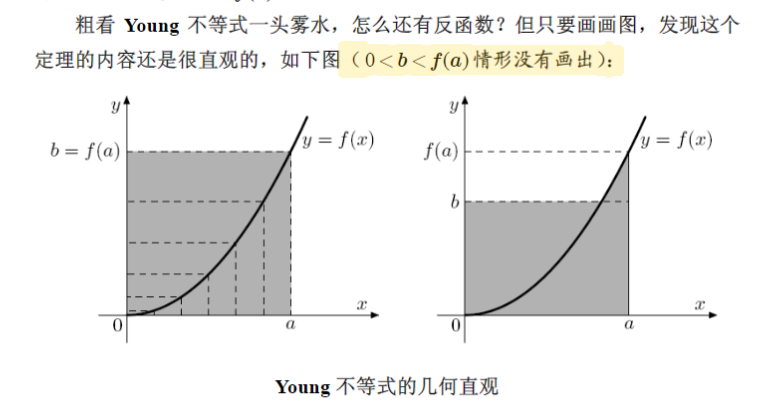 粗看 Young 不等式一头雾水，怎么还有反函数？但只要画画图，发现这个
定理的内容还是很直观的，如下图（0<b<f(a)情形没有画出）：
y
b = f(a)
y = f(x)
x
0
a
y
f(a)
b
y = f(x)
x
0
a
Young 不等式的几何直观